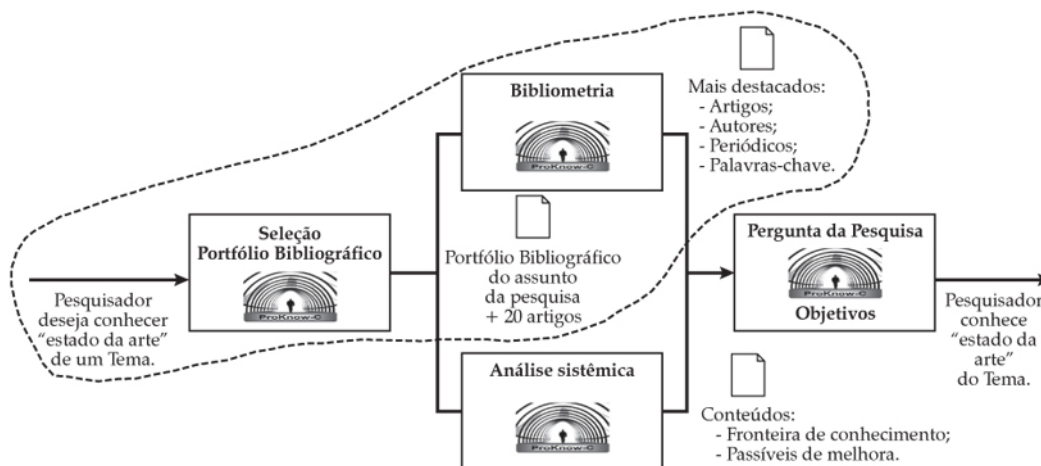 Bibliometria
ProKnow-C
Mais destacados:
- Artigos;
- Autores;
- Periódicos;
- Palavras-chave.
Seleção
Portfólio Bibliográfico
ProKnow-C
Pesquisador
deseja conhecer
“estado da arte”
de um Tema.
Portfólio Bibliográfico
do assunto
da pesquisa
+ 20 artigos
Pergunta da Pesquisa
ProKnow-C
Objetivos
Pesquisador
conhece
“estado da
arte”
do Tema.
Análise sistêmica
ProKnow-C
Conteúdos:
- Fronteira de conhecimento;
- Passíveis de melhora.